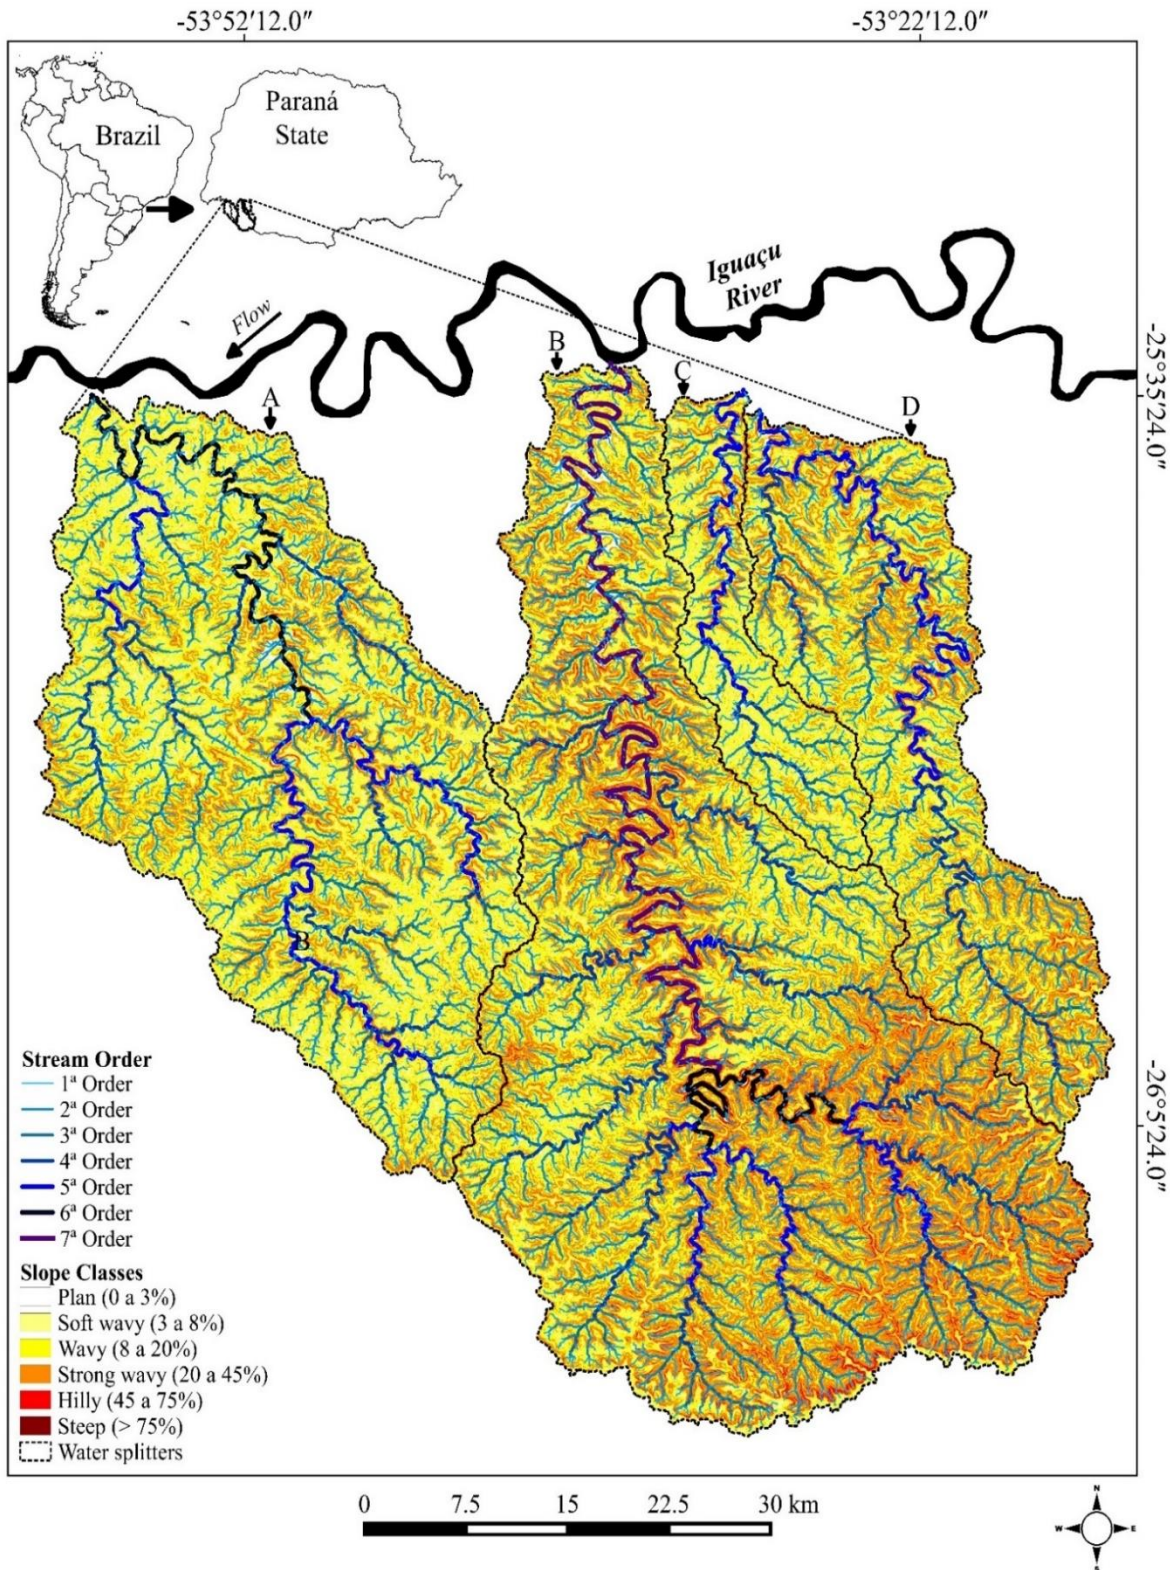 -53°52′12.0″
-53°22′12.0″
Brazil
Paraná
State
Iguaçu
River
Flow
A
B
C
D
-25°35′24.0″
B
-26°5′24.0″
Stream Order
1ª Order
2ª Order
3ª Order
4ª Order
5ª Order
6ª Order
7ª Order
Slope Classes
Plan (0 a 3%)
Soft wavy (3 a 8%)
Wavy (8 a 20%)
Strong wavy (20 a 45%)
Hilly (45 a 75%)
Steep (> 75%)
Water splitters
0 7.5 15 22.5 30 km
N
W E
S